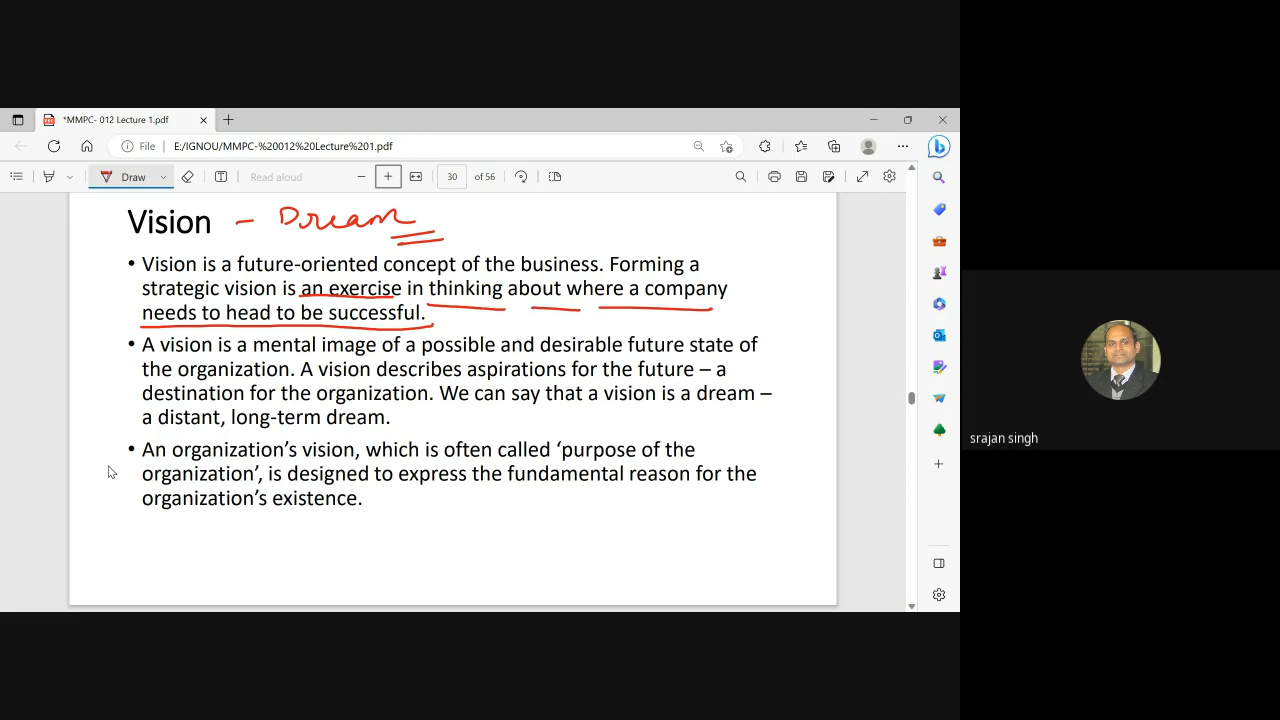 *MMPC- 012 Lecture 1.pdf
File E:/IGNOU/MMPC-%20012%20Lecture%201.pdf
Draw Read aloud 30 of 56
Vision - Dream
• Vision is a future-oriented concept of the business. Forming a
strategic vision is an exercise in thinking about where a company
needs to head to be successful.
• A vision is a mental image of a possible and desirable future state of
the organization. A vision describes aspirations for the future – a
destination for the organization. We can say that a vision is a dream –
a distant, long-term dream.
• An organization’s vision, which is often called ‘purpose of the
organization’, is designed to express the fundamental reason for the
organization’s existence.
srajan singh